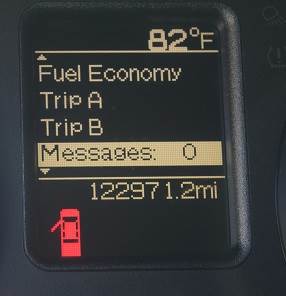 82°F
Fuel Economy
Trip A
Trip B
Messages: 0
122971.2mi